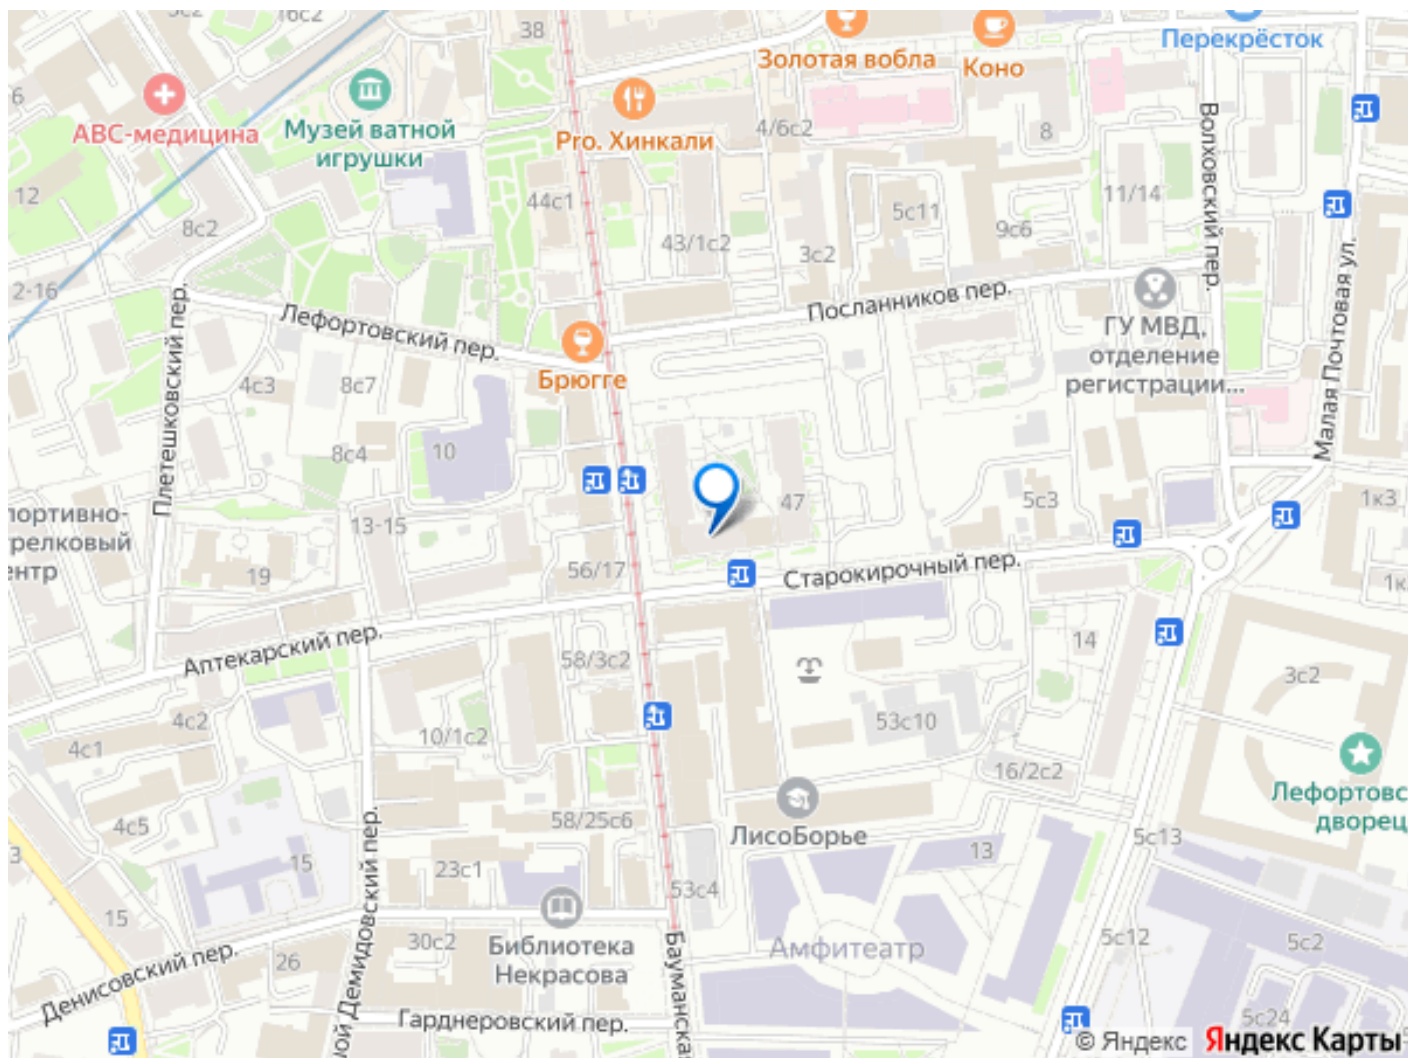 16с2
38
Золотая вобла
Коно
Перекрёсток
6
АВС-медицина
Музей ватной
игрушки
Pro. Хинкали
4/6с2
8
Волховский пер.
12
8с2
44с1
43/1с2
5с11
3с2
9с6
11/14
2-16
Плетешковский пер.
Лефортовский пер.
Посланников пер.
Малая Почтовая ул.
ГУ МВД,
отделение
регистрации...
Брюгге
4с3
8с7
8с4
10
47
5с3
1к3
13-15
19
56/17
Старокирочный пер.
1к
Аптекарский пер.
58/3с2
14
3с2
4с2
4с1
10/1с2
53с10
16/2с2
ЛисоБорье
Лефортовс
дворец
4с5
58/25с6
13
5с13
3
15
23с1
53с4
15
Денисовский пер.
26
30с2
Библиотека
Некрасова
Амфитеатр
5с12
5с2
ой Демидовский пер.
Гарднеровский пер.
Бауманская
5с24
© Яндекс
Яндекс Карты